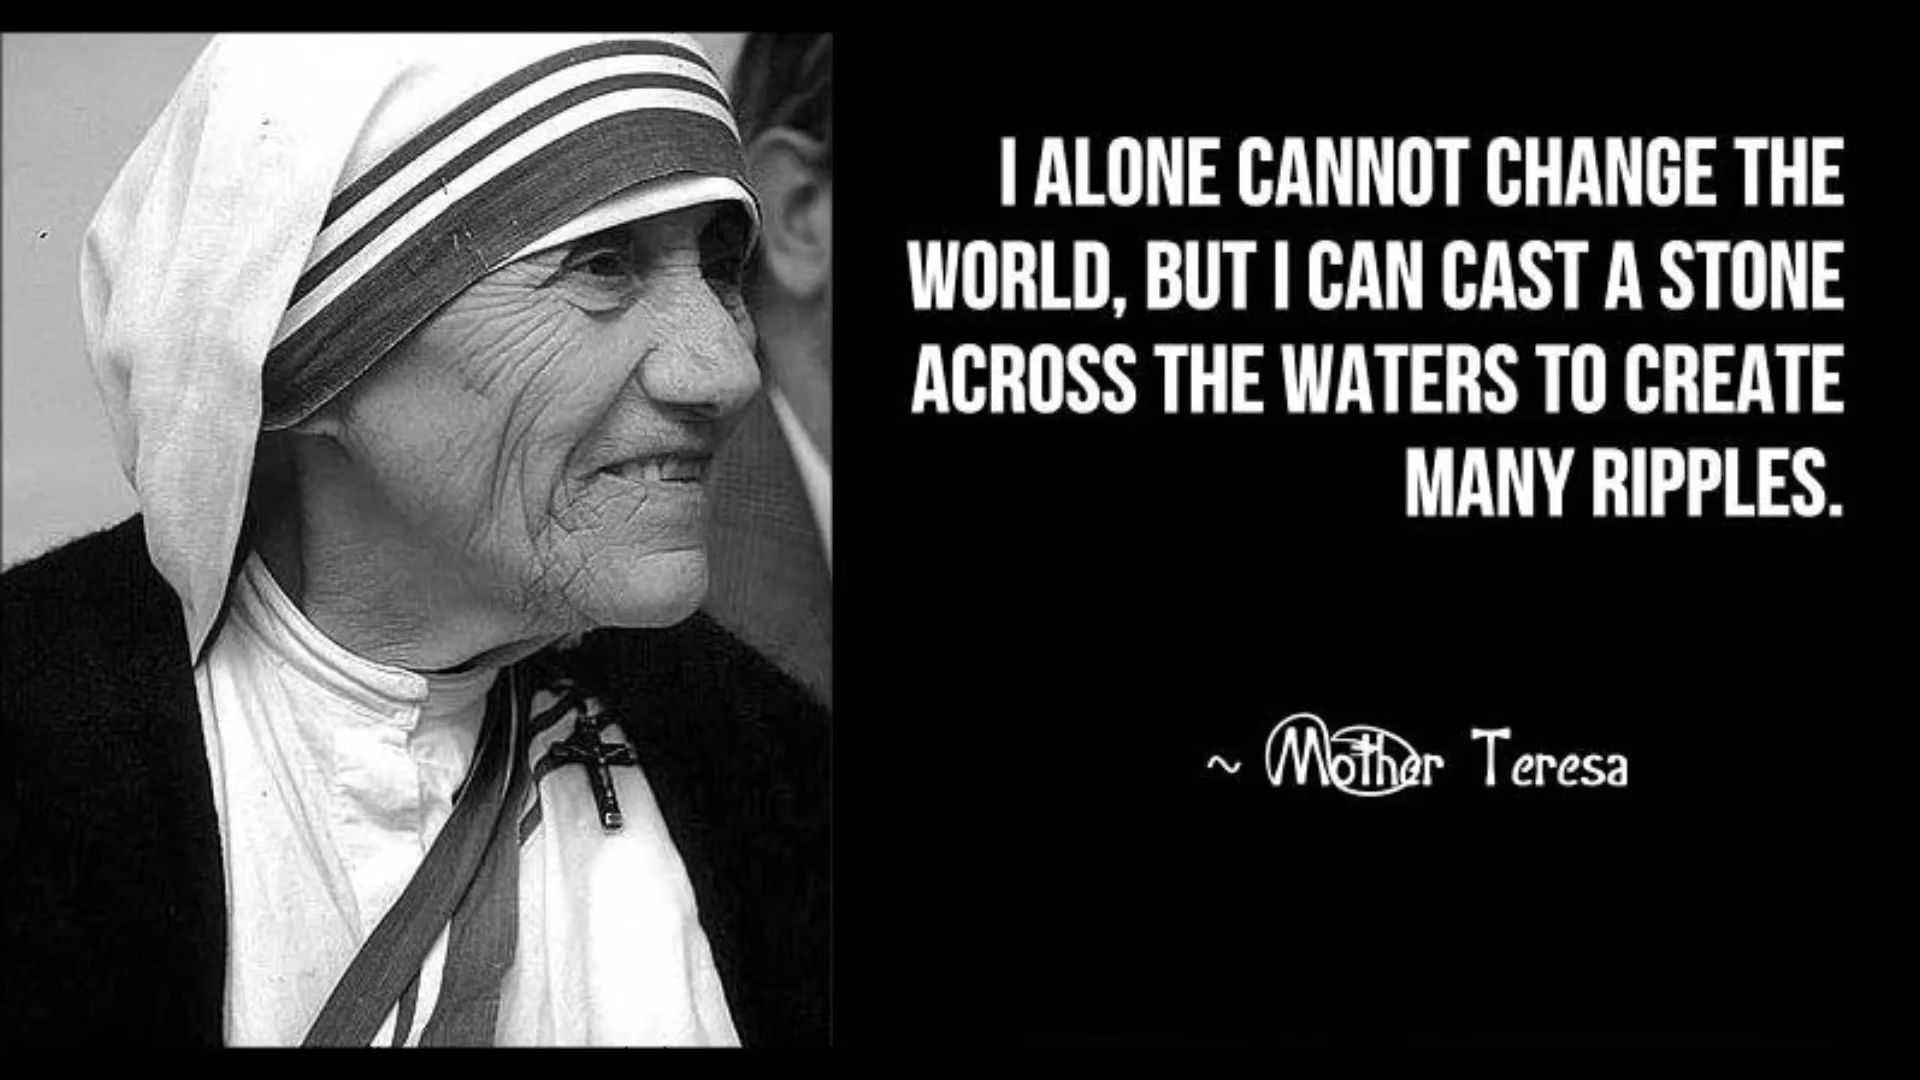 I ALONE CANNOT CHANGE THE
WORLD, BUT I CAN CAST A STONE
ACROSS THE WATERS TO CREATE
MANY RIPPLES.
~ Mother Teresa